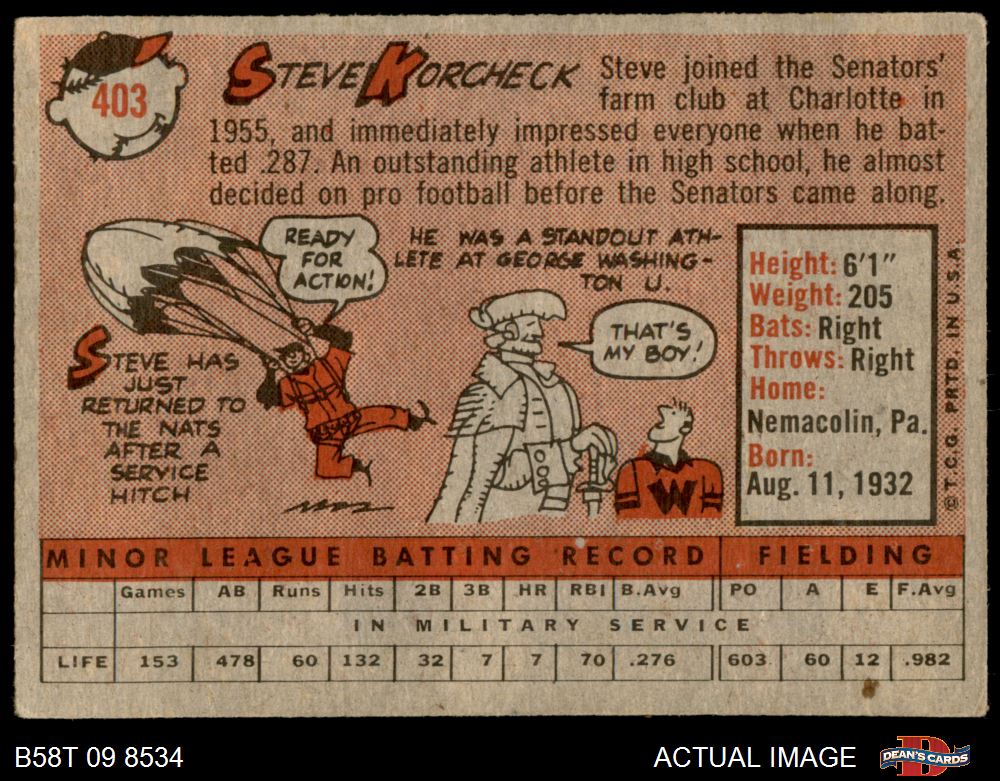 403
STEVE KORCHECK
Steve joined the Senators'
farm club at Charlotte in
1955, and immediately impressed everyone when he bat-
ted .287. An outstanding athlete in high school, he almost
decided on pro football before the Senators came along.
READY
FOR
ACTION!
STEVE HAS
JUST
RETURNED TO
THE NATS
AFTER A
SERVICE
HITCH
HE WAS A STANDOUT ATH-
LETE AT GEORGE WASHING-
TON U.
THAT'S
MY BOY!
W
Height: 6'1"
Weight: 205
Bats: Right
Throws: Right
Home:
Nemacolin, Pa.
Born:
Aug. 11, 1932
© T.C.G. PRTD. IN U.S.A.
MINOR LEAGUE BATTING RECORD FIELDING
Games AB Runs Hits 2B 3B HR RBI B.Avg PO A E F.Avg
IN MILITARY SERVICE
LIFE 153 478 60 132 32 7 7 70 .276 603 60 12 .982
B58T 09 8534 ACTUAL IMAGE
DEAN'S CARDS